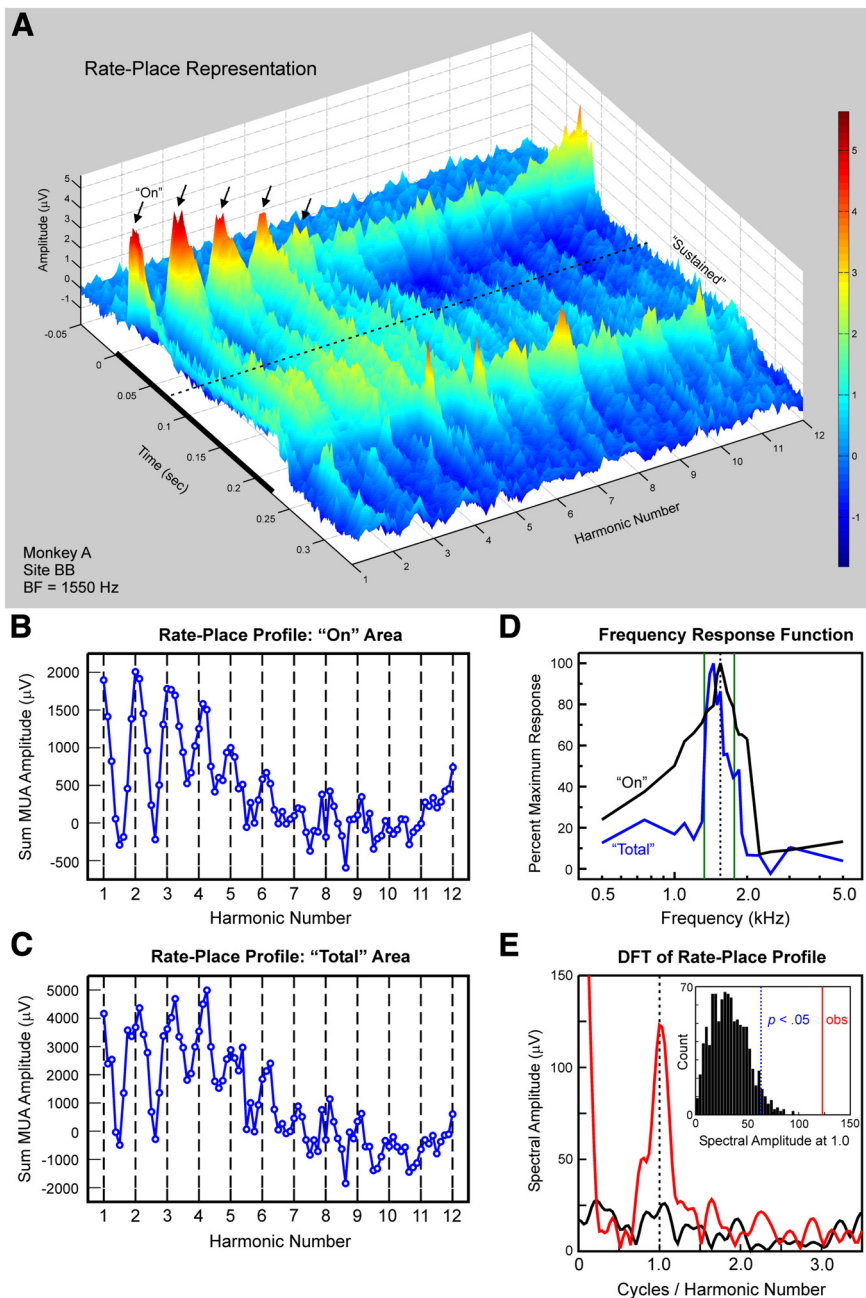 A
Rate-Place Representation
"On"
Amplitude (µV)
5
4
3
2
1
0
-1
-0.05
0
0.05
0.1
0.15
0.2
0.25
0.3
Time (sec)
"Sustained"
1
2
3
4
5
6
7
8
9
10
11
12
Harmonic Number
5
4
3
2
1
0
-1
Monkey A
Site BB
BF = 1550 Hz
B
Rate-Place Profile: "On" Area
Sum MUA Amplitude (µV)
2000
1500
1000
500
0
-500
1 2 3 4 5 6 7 8 9 10 11 12
Harmonic Number
C
Rate-Place Profile: "Total" Area
Sum MUA Amplitude (µV)
5000
4000
3000
2000
1000
0
-1000
-2000
1 2 3 4 5 6 7 8 9 10 11 12
Harmonic Number
D
Frequency Response Function
Percent Maximum Response
100
80
60
40
20
0
"On"
"Total"
0.5 1.0 2.0 5.0
Frequency (kHz)
E
DFT of Rate-Place Profile
Spectral Amplitude (µV)
150
100
50
0
0 1.0 2.0 3.0
Cycles / Harmonic Number
70
Count
0
p < .05
obs
0 50 100 150
Spectral Amplitude at 1.0